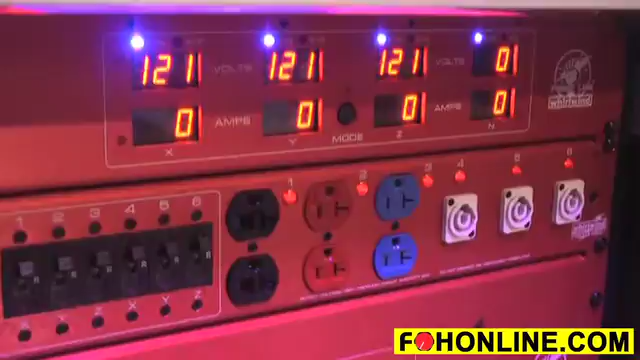 121 VOLTS 121 121 VOLTS 0
0 AMPS 0 MODE 0 AMPS 0
X Y Z N
whirlwind
1 2 3 4 5 6
1 2 3 4 5 6
X Y Z X Y Z
whirlwind
FOHONLINE.COM